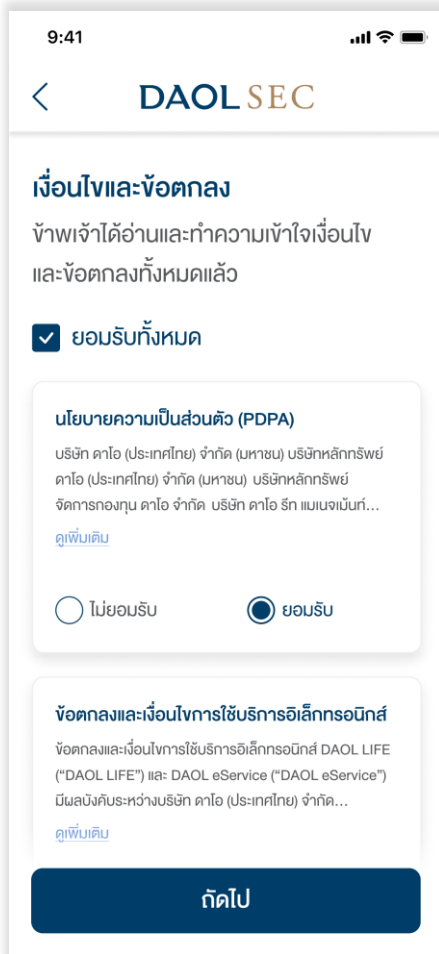 9:41
DAOL SEC
เงื่อนไขและข้อตกลง
ข้าพเจ้าได้อ่านและทำความเข้าใจเงื่อนไข
และข้อตกลงทั้งหมดแล้ว
ยอมรับทั้งหมด
นโยบายความเป็นส่วนตัว (PDPA)
บริษัท ดาโอ (ประเทศไทย) จำกัด (มหาชน) บริษัทหลักทรัพย์
ดาโอ (ประเทศไทย) จำกัด (มหาชน) บริษัทหลักทรัพย์
จัดการกองทุน ดาโอ จำกัด บริษัท ดาโอ รีท แมเนจเม้นท์...
ดูเพิ่มเติม
ไม่ยอมรับ
ยอมรับ
ข้อตกลงและเงื่อนไขการใช้บริการอิเล็กทรอนิกส์
ข้อตกลงและเงื่อนไขการใช้บริการอิเล็กทรอนิกส์ DAOL LIFE
(“DAOL LIFE”) และ DAOL eService (“DAOL eService”)
มีผลบังคับระหว่างบริษัท ดาโอ (ประเทศไทย) จำกัด...
ดูเพิ่มเติม
ถัดไป